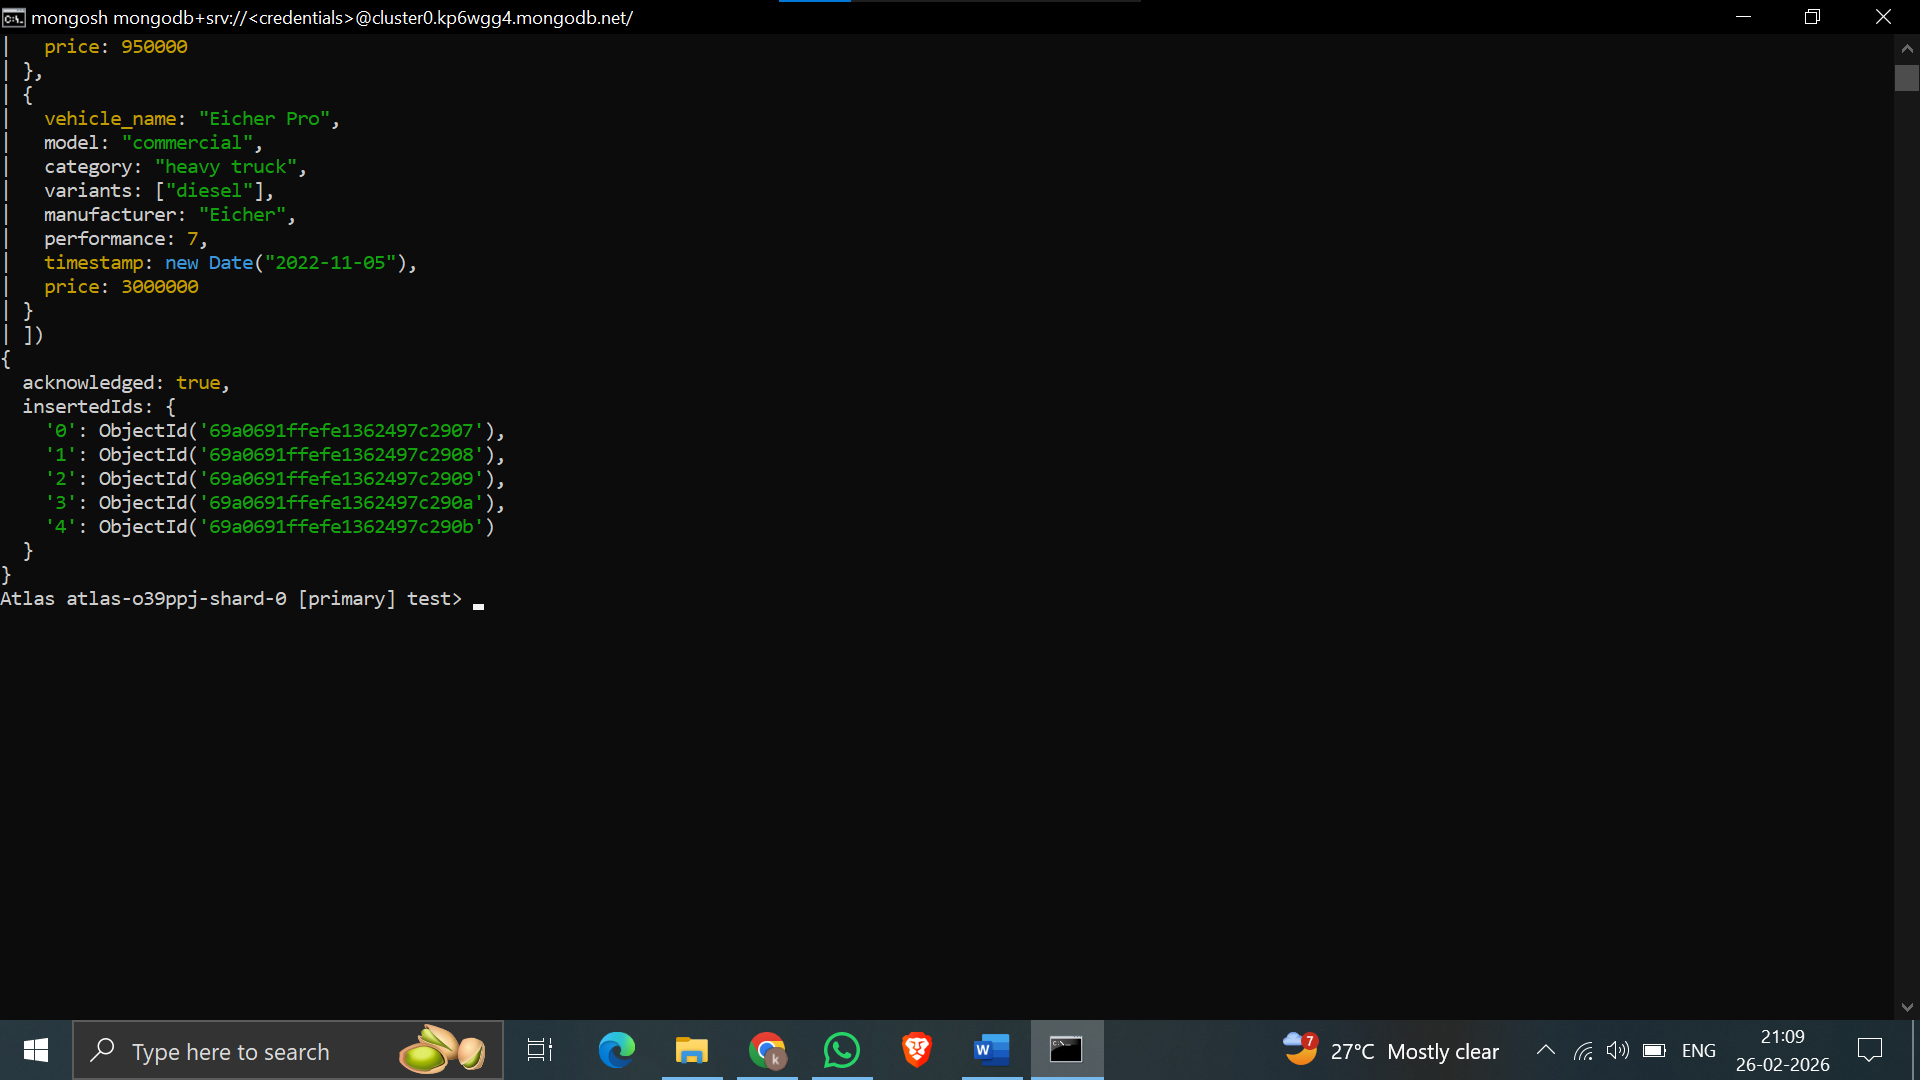 mongosh mongodb+srv://<credentials>@cluster0.kp6wgg4.mongodb.net/
|   price: 950000
| },
| {
|   vehicle_name: "Eicher Pro",
|   model: "commercial",
|   category: "heavy truck",
|   variants: ["diesel"],
|   manufacturer: "Eicher",
|   performance: 7,
|   timestamp: new Date("2022-11-05"),
|   price: 3000000
| }
| ])
{
  acknowledged: true,
  insertedIds: {
    '0': ObjectId('69a0691ffefe1362497c2907'),
    '1': ObjectId('69a0691ffefe1362497c2908'),
    '2': ObjectId('69a0691ffefe1362497c2909'),
    '3': ObjectId('69a0691ffefe1362497c290a'),
    '4': ObjectId('69a0691ffefe1362497c290b')
  }
}
Atlas atlas-o39ppj-shard-0 [primary] test>
Type here to search
k
W
7
27°C Mostly clear
ENG
21:09
26-02-2026